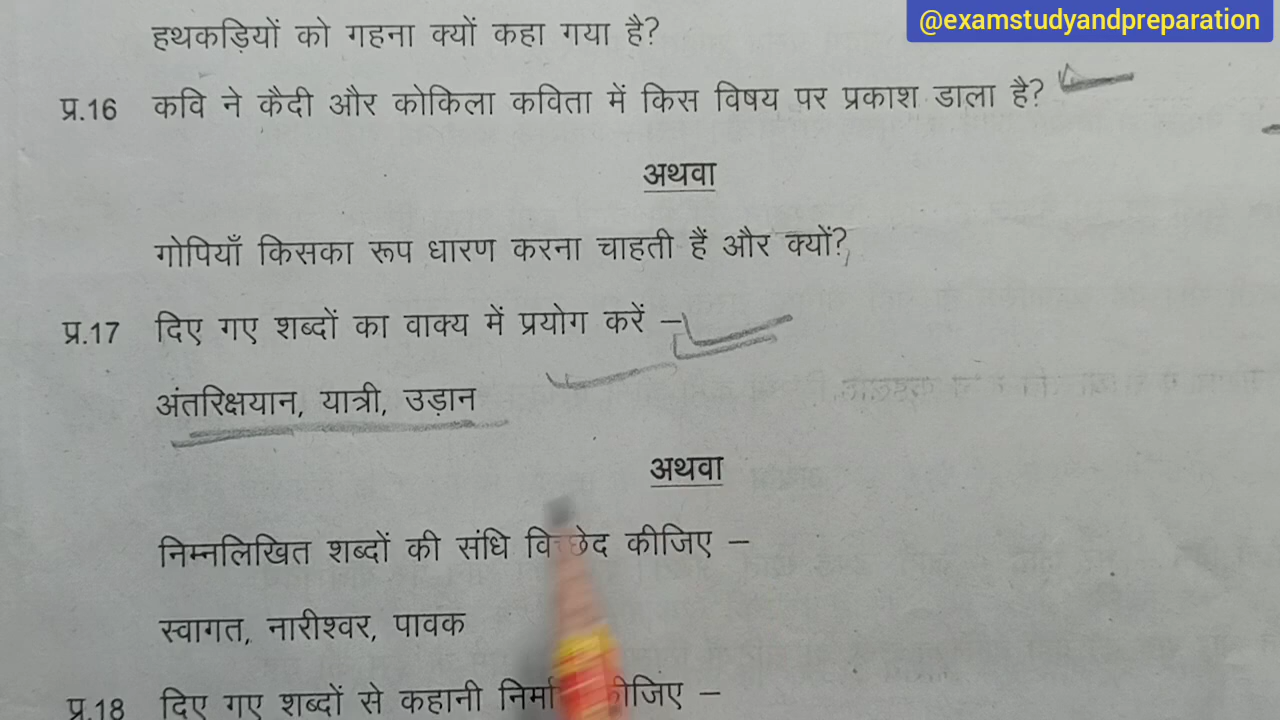 @examstudyandpreparation
हथकड़ियों को गहना क्यों कहा गया है?
प्र.16 कवि ने कैदी और कोकिला कविता में किस विषय पर प्रकाश डाला है?
अथवा
गोपियाँ किसका रूप धारण करना चाहती हैं और क्यों?
प्र.17 दिए गए शब्दों का वाक्य में प्रयोग करें –
अंतरिक्षयान, यात्री, उड़ान
अथवा
निम्नलिखित शब्दों की संधि विच्छेद कीजिए –
स्वागत, नारीश्वर, पावक
प्र.18 दिए गए शब्दों से कहानी कीजिए –